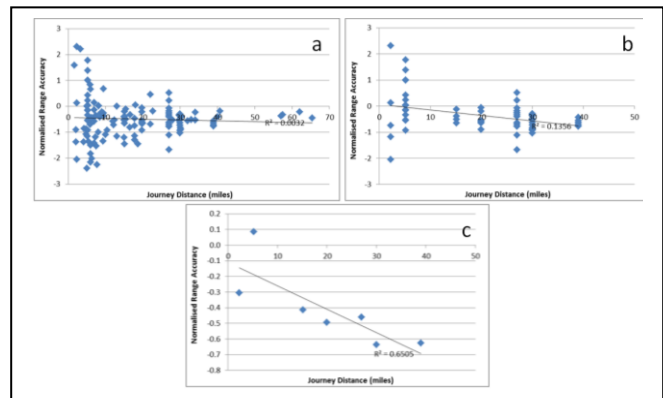 a
3
2
1
0
-1
-2
-3
0 10 20 30 40 50 60 70
Normalised Range Accuracy
R² = 0.0032
Journey Distance (miles)
b
3
2
1
0
-1
-2
-3
0 10 20 30 40 50
Normalised Range Accuracy
R² = 0.1356
Journey Distance (miles)
c
0.2
0.1
0.0
-0.1
-0.2
-0.3
-0.4
-0.5
-0.6
-0.7
-0.8
0 10 20 30 40 50
Normalised Range Accuracy
R² = 0.6505
Journey Distance (miles)